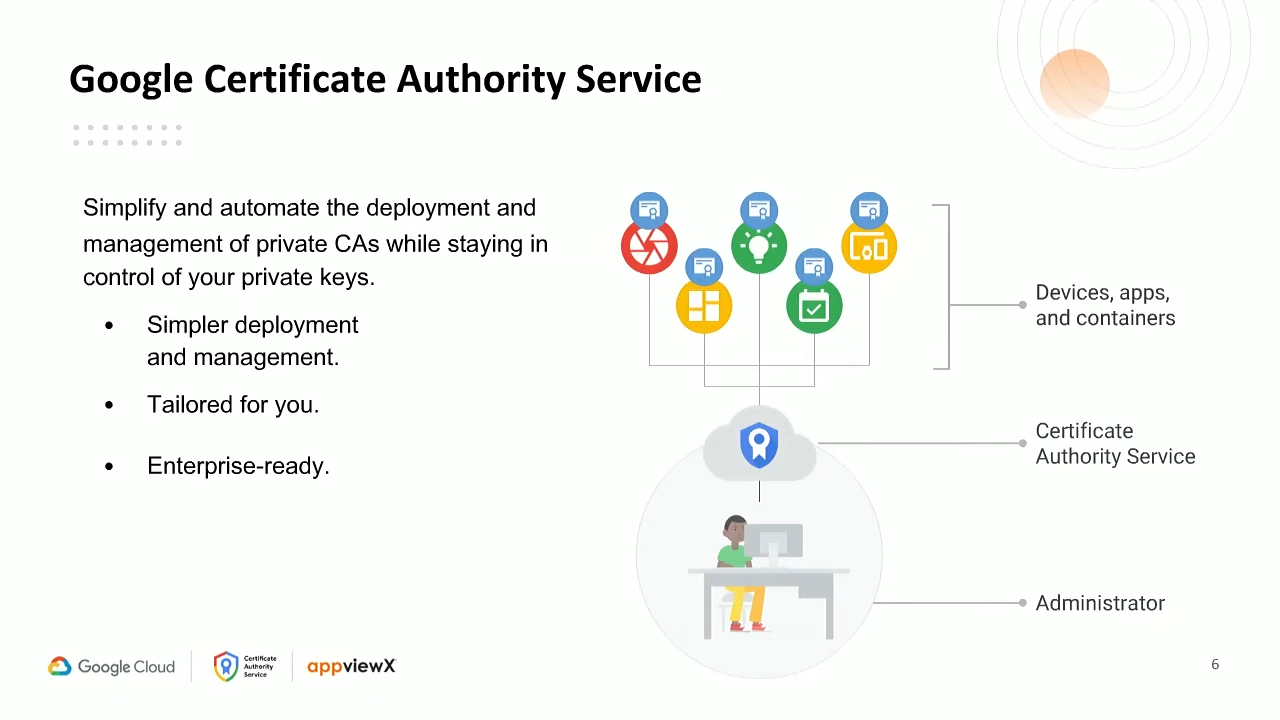 Google Certificate Authority Service
Simplify and automate the deployment and
management of private CAs while staying in
control of your private keys.
• Simpler deployment
and management.
• Tailored for you.
• Enterprise-ready.
Devices, apps,
and containers
Certificate
Authority Service
Administrator
Google Cloud
Certificate
Authority
Service
appviewX
6